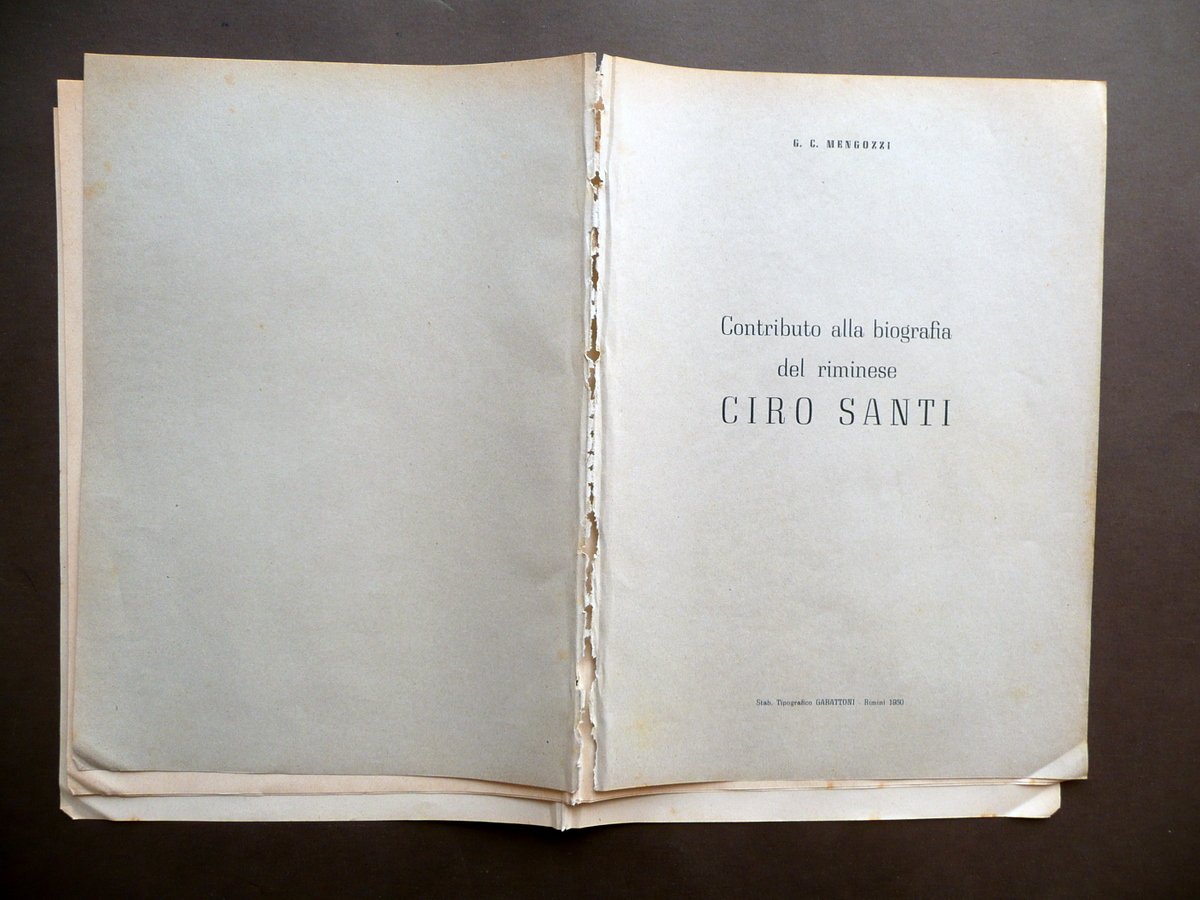 G. C. MENGOZZI
Contributo alla biografia
del riminese
CIRO SANTI
Stab. Tipografico GARATTONI - Rimini 1950